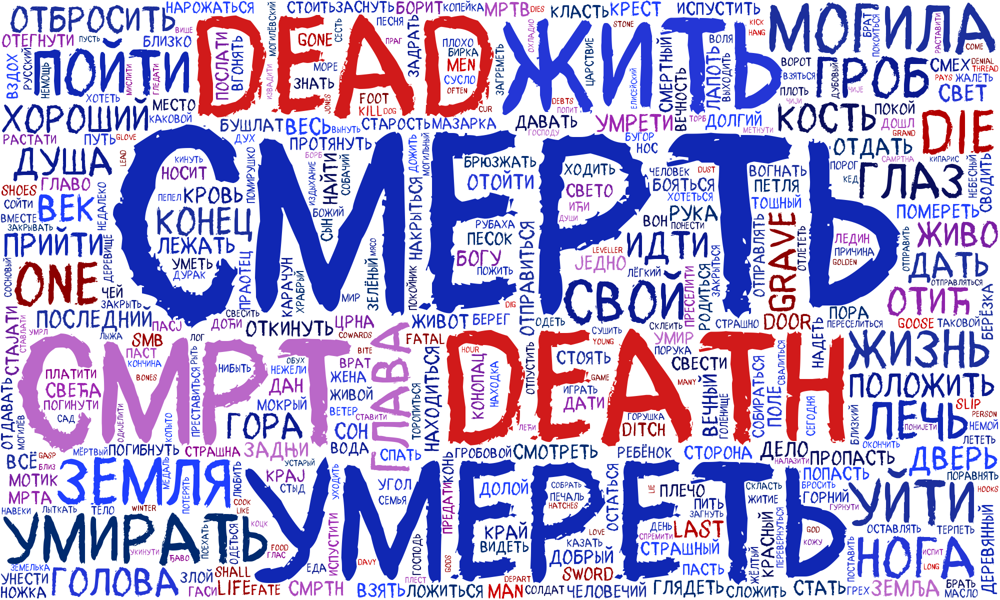 ОТБРОСИТЬ
НАРОЖАТЬСЯ
СТОИТЬ
ЗАСНУТЬ
БОРИТ
КОПЕЙКА
МРТВ
DIES
КЛАСТЬ
КРЕСТ
ИСПУСТИТЬ
МОГИЛА
БРАТ
ПОКОИТЬСЯ
РАСТАВИТИ
COME
ВИШЕ
ОТЕГНУТИ
ПУСТЬ
БЛИЗКО
DEAD
ПОСЛАТИ
ВГОНЯТЬ
МОГИЛЁВСКИЙ
GONE
СЕСТЬ
ПЕСНЯ
ПРАГ
ЗАДРАТЬ
ПЛОХО
БИРКА
MEN
СУСЛО
OFTEN
ЖИТЬ
ОХЛАДИО
STONE
KICK
HANG
ВОЛЯ
ЦАРСТВИЕ
СМЕРТНЫЙ
ЛАПОТЬ
ВЫХОДИТЬ
ВЗДОХ
РУССКИЙ
ПОЙТИ
НЕМОЩЬ
МИСЛИТИ
ГЛЕДАТИ
ХОТЕТЬ
ИЗВАДИТИ
МОРЕ
ЗНАТЬ
JONES
FOOT
KILL
DOG
CUR
ЗАГРЕМЕТЬ
DEBTS
ПОПИТ
ЕЛИСЕЙСКИЙ
ВЕЧНОСТЬ
ВОРОТ
ВЗЯТЬСЯ
ПЛОТЬ
ЧИЈИ
ГРОБ
ДУБОВЫЙ
ЧИЈЕ
СМЕХ
DENIAL
THREAD
PAYS
ЖАЛЕТЬ
СВЕТ
ХОРОШИЙ
МЕСТО
КАКОВОЙ
РАСТАТИ
ПУТЬ
GLOVE
БУШЛАТ
ВЕСЬ
ВЫНУТЬ
СТАРОСТЬ
МАЗАРКА
ДАВАТЬ
ГОСПОДУ
УМРЕТИ
ТОРБ
ДОЛГИЙ
МЕТНУТИ
КОСТЬ
ПОКОЙ
ДОШЛ
GRAND
DIE
ДУХ
ПРОТЯНУТЬ
БУГОР
НОС
ОТДАТЬ
САМРТНА
КИПАРИС
НЕБЕСНЫЙ
СВОДИТЬ
ДУША
LEAD
СМЕРТЬ
КИНУТЬ
НОСИТ
ПЕПЕЛ
КРОВЬ
КОНЕЦ
ЛЕЖАТЬ
УМЕТЬ
ДУРАК
ПОМИРУШКО
БОРБ
ИЗДЫХАНИЕ
НАЙТИ
СОБАЧИЙ
БОЖИЙ
СЫН
ДОЖИТЬ
МОГИЛЬНЫЙ
БРЮЗЖАТЬ
ОТОЙТИ
ХОДИТЬ
СВЕТО
ИЋИ
ДУШИ
ЧЕЛОВЕК
DUST
БОЯТЬСЯ
ХОТЕТЬСЯ
РУКА
ВОН
ПОНЕСТИ
ВОГНАТЬ
ПЕТЛЯ
ТОШНЫЙ
ПОРОГ
КЕД
ГЛАЗ
ГЛАВО
SHOES
СОЙТИ
ВЕК
ВМЕСТЕ
ЗАКРЫВАТЬ
НЕДАЛЕКО
ПОМЕРЕТЬ
ПРИЙТИ
ДЕРЕВИЩЕ
СОСНОВЫЙ
РУБАХА
ПЕСОК
БОГУ
ПОЖИТЬ
НАКРЫТЬСЯ
ПОКОЙНИК
LEVELLER
ЈЕДНО
ИДТИ
ЛЁГКИЙ
ЗАКРЫТЬСЯ
РОДИТЬСЯ
ПРЕСЕЛИТИ
ОТПРАВЛЯТЬ
GRAVE
ОТЛЕТЕТЬ
ЛЕДИН
ПРИЧИНА
GOLDEN
ОТПРАВИТЬ
ЖИВО
ДАТЬ
ОТПРАВЛЯТЬСЯ
ONE
ЧЕЙ
ЗАКРЫТЬ
ПРАОТЕЦ
КАРАЧУН
ХРАБРЫЙ
МЯСО
ЗЕЛЁНЫЙ
МИР
DIG
ОТПРАВИТЬСЯ
СВОЙ
ОТИЋ
БЕРЁЗКА
СТАЈАТИ
ПОСЛЕДНИЙ
ПАСЈ
ДОЋИ
СВЕСИТЬ
ОТКИНУТЬ
ЦРНА
COWARDS
ЖИВОТ
БЕРЕГ
ОДЕТЬ
СУШИТЬ
YOUNG
СКЛЕИТЬ
УМИР
ПОРУКА
СТРАШНО
DOOR
НАДЕТЬ
ПОРА
ПЕРЕСЕЛИТЬСЯ
GOOSE
ТАКОВОЙ
УМРЛ
СТАВЉАТИ
ЛЫЖА
SMB
ЛОГ
ПАСТ
КОНЧИНА
BONES
СМРТ
ПЛАТИТИ
СВЕЋА
ПОГИНУТИ
САД
ОДИЈЕЛИТИ
КОПЫТО
ПРЕСТАВИТЬСЯ
РЫТЬ
НИБЫТЬ
ОБУХ
НЕЖЕЛИ
ДАН
МОКРЫЙ
ГОРА
BITE
ВРАТ
ЖЕНА
ЖИВОЙ
ВЕТЕР
СТАВИТИ
СОН
ВОДА
ГЛАВА
FATAL
ТОРОПИТЬСЯ
НАХОДИТЬСЯ
DEATH
HOUR
КОНОПАЦ
НАХОДКА
ЛЕЋИ
ОТПУСТИТЬ
СТОЯТЬ
GAME
ИГРАТЬ
ДАТИ
ГОРУШКА
DITCH
СВЕСТИ
MANY
ВЕЧНЫЙ
ГОЛЕНИЩЕ
СОБИРАТЬСЯ
ПОЛЕ
СВАЛИТЬСЯ
СЕГОДНЯ
ЖИЗНЬ
ПОЛОЖИТЬ
ЛЕЧЬ
БЛИЗКИЙ
ПОНИЈЕТИ
SLIP
PERSON
НЕМОЙ
ЛЕТЕТЬ
ОКОНЧИТЬ
ОТДАВАТЬ
МОГИЛЁВ
МЁРТВЫЙ
ПОГИБНУТЬ
СТРАШНА
ЗАДЊИ
УСТАРЫЙ
СПАТЬ
ГРОБОВОЙ
СМОТРЕТЬ
РЕБЁНОК
СТОРОНА
ДЕЛО
НАЛАЗИТИ
ПРОПАСТЬ
ДВЕРЬ
ВСЁ
GASP
БЛИЗ
МОТИК
МРТА
НАВЕКИ
ЛЫТКАТЬ
ТЕЛО
WINTER
ЗЕМЛЯ
МЕДАЛЬ
ПОТЕРЯТЬ
ЛЮБИТЬ
COOK
LIKE
УМЕРЕТЬ
КРАЈ
СТЫД
УХОДИТЬ
УГОЛ
СЕМЬЯ
КОНЬ
ПРЕДАТИ
ДОЛОЙ
СОБРАТЬ
ПЕЧАЛЬ
HATCHES
ОСТАТЬСЯ
LIE
ПЛЕЧО
ПИТЬ
ЗАГНУТЬ
СКЛАСТЬ
ЖИТИЕ
ПОПАСТЬ
БРОСИТЬ
ГОРНИЙ
ГУРНУТИ
ПОРАВНЯТЬ
HOOKS
УЙТИ
УМИРАТЬ
УКИНУТИ
ЂАВО
ПОЕХАТЬ
ОДЕТЬСЯ
КОЦК
FOOD
ГЛАС
ЕДА
ИСПУСТИТИ
DAVY
ПЛЕСТ
ГОСПОДЬ
GODS
КРАЙ
ВИДЕТЬ
LOVE
КАЗАТЬ
ДОБРЫЙ
SWORD
DEPART
ДЕНЬ
СПРЕМИТИ
LAST
СТРАШНЫЙ
ПАСТЬ
ЖЁЛТЫЙ
КРАСНЫЙ
ПЕРЕВЕРНУТЬСЯ
GOD
КОЖУ
ОСТАВЛЯТЬ
ТЕРПЕТЬ
НОГА
ИСПИТ
LONG
ДЕРЕВЯННЫЙ
ПОСТАВИТЬ
ЗЕМЕЛЬКА
УНЕСТИ
НОЖКА
ГОЛОВА
ЗЛОЙ
SHALL
ГАСИ
LIFE
FATE
СМРТН
ВЗЯТЬ
ЛОЖИТЬСЯ
MAN
СОЛДАТ
ЧЕЛОВЕЧИЙ
ГЛЯДЕТЬ
СЛОЖИТЬ
СТАТЬ
ГРЕХ
ЗЕМЉА
БРАТЬ
МАСЛО